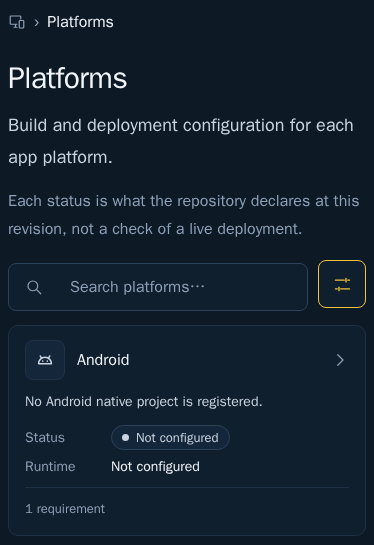 Platforms
Platforms
Build and deployment configuration for each
app platform.
Each status is what the repository declares at this
revision, not a check of a live deployment.
Search platforms···
Android
No Android native project is registered.
Status Not configured
Runtime Not configured
1 requirement